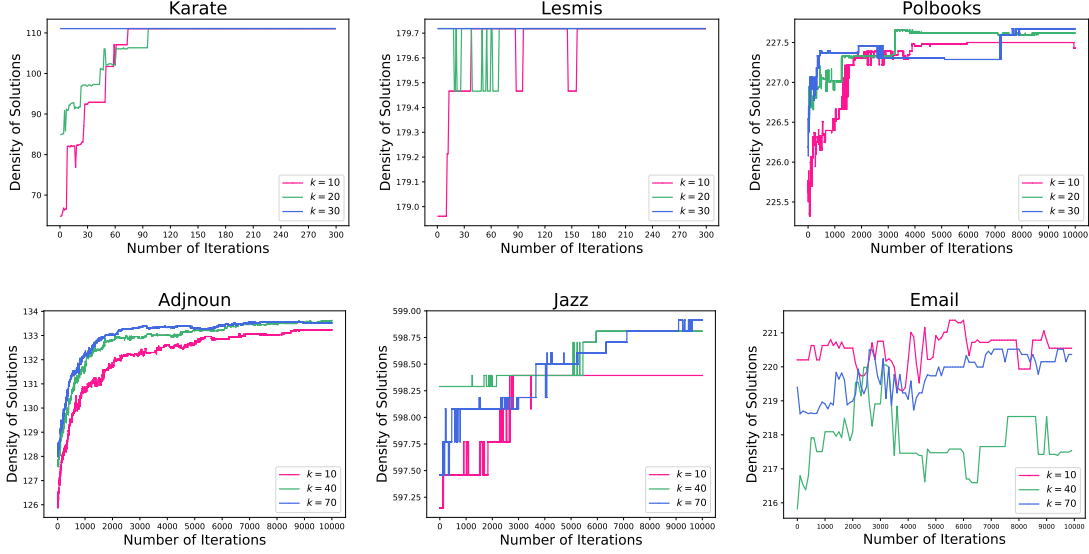 Karate
Density of Solutions
110
100
90
80
70
0 30 60 90 120 150 180 210 240 270 300
Number of Iterations
k = 10
k = 20
k = 30
Lesmis
Density of Solutions
179.7
179.6
179.5
179.4
179.3
179.2
179.1
179.0
0 30 60 90 120 150 180 210 240 270 300
Number of Iterations
k = 10
k = 20
k = 30
Polbooks
Density of Solutions
227.5
227.0
226.5
226.0
225.5
0 1000 2000 3000 4000 5000 6000 7000 8000 9000 10000
Number of Iterations
k = 10
k = 20
k = 30
Adjnoun
Density of Solutions
134
133
132
131
130
129
128
127
126
0 1000 2000 3000 4000 5000 6000 7000 8000 9000 10000
Number of Iterations
k = 10
k = 40
k = 70
Jazz
Density of Solutions
599.00
598.75
598.50
598.25
598.00
597.75
597.50
597.25
0 1000 2000 3000 4000 5000 6000 7000 8000 9000 10000
Number of Iterations
k = 10
k = 40
k = 70
Email
Density of Solutions
221
220
219
218
217
216
0 1000 2000 3000 4000 5000 6000 7000 8000 9000 10000
Number of Iterations
k = 10
k = 40
k = 70